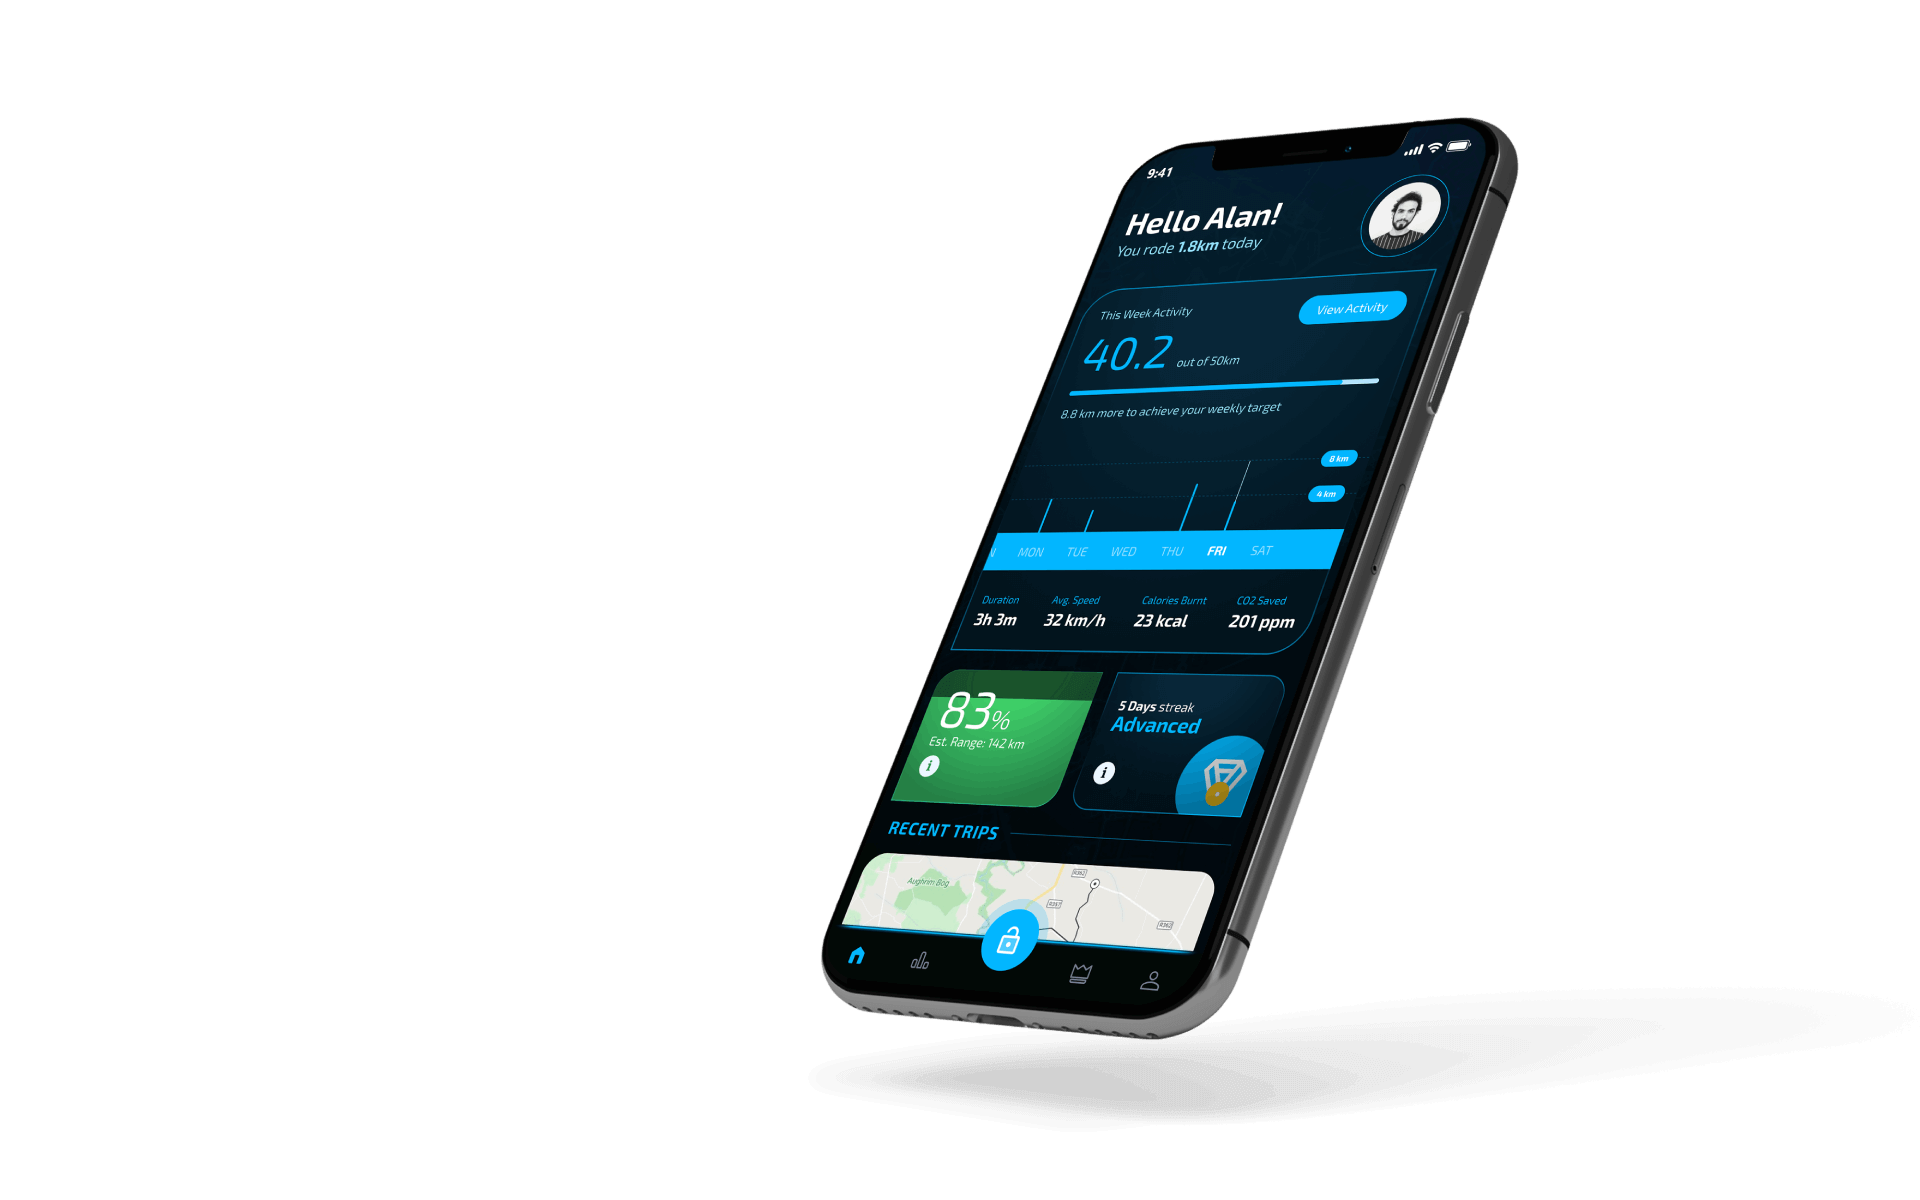 9:41
Hello Alan!
You rode 1.8km today
This Week Activity
View Activity
40.2 out of 50km
8.8 km more to achieve your weekly target
8 km
4 km
N MON TUE WED THU FRI SAT
Duration Avg. Speed Calories Burnt CO2 Saved
3h 3m 32 km/h 23 kcal 201 ppm
83%
Est. Range: 142 km
i
5 Days streak
Advanced
i
RECENT TRIPS
Aughrim Bog
R362
R357
R362